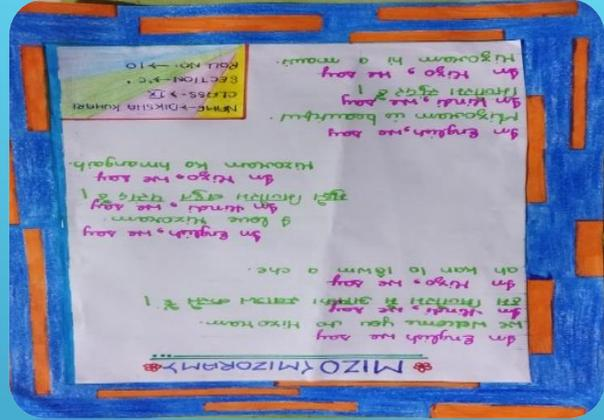 MIZO (MIZORAM)
In English, we say
We welcome you to Mizoram.
In Hindi, we say
हम मिज़ोरम में आपका स्वागत करते हैं।
In Mizo, we say
ah kan lo lâwm a che.
In English, we say
I love Mizoram.
In Hindi, we say
मुझे मिज़ोरम बहुत पसंद है।
In Mizo, we say
Mizoram ka hmangaih.
In English, we say
Mizoram is beautiful.
In Hindi, we say
मिज़ोरम सुंदर है।
In Mizo, we say
Mizoram hi a mawi.
NAME→DIKSHA KUMARI
CLASS→IX
SECTION→'C'
ROLL NO:→10